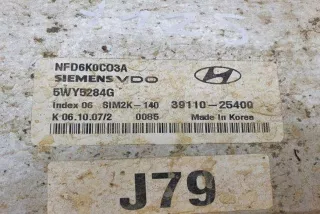 NFD6K0C03A
SIEMENS VDO
5WY5284G
Index 06 SIM2K-140 39110-25400
K 06.10.07/2 0085 Made in Korea
J79